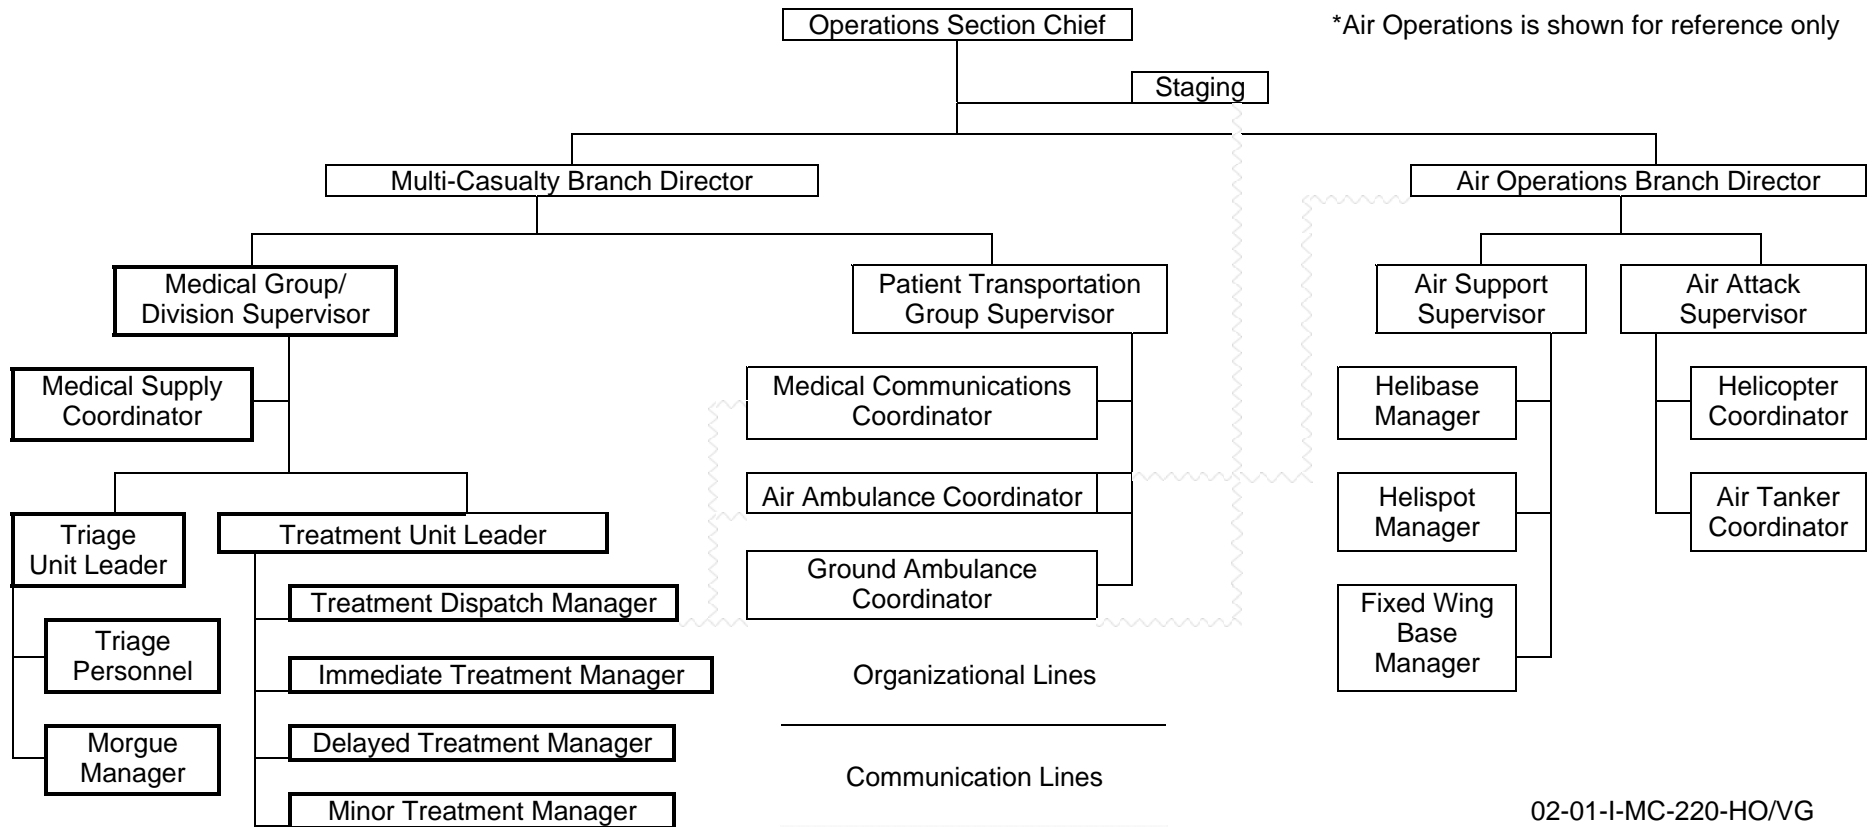 Operations Section Chief
*Air Operations is shown for reference only
Staging
Multi-Casualty Branch Director
Air Operations Branch Director
Medical Group/
Division Supervisor
Patient Transportation
Group Supervisor
Air Support
Supervisor
Air Attack
Supervisor
Medical Supply
Coordinator
Medical Communications
Coordinator
Helibase
Manager
Helicopter
Coordinator
Triage
Unit Leader
Treatment Unit Leader
Air Ambulance Coordinator
Helispot
Manager
Air Tanker
Coordinator
Treatment Dispatch Manager
Ground Ambulance
Coordinator
Fixed Wing
Base
Manager
Triage
Personnel
Immediate Treatment Manager
Organizational Lines
Morgue
Manager
Delayed Treatment Manager
Communication Lines
Minor Treatment Manager
02-01-I-MC-220-HO/VG